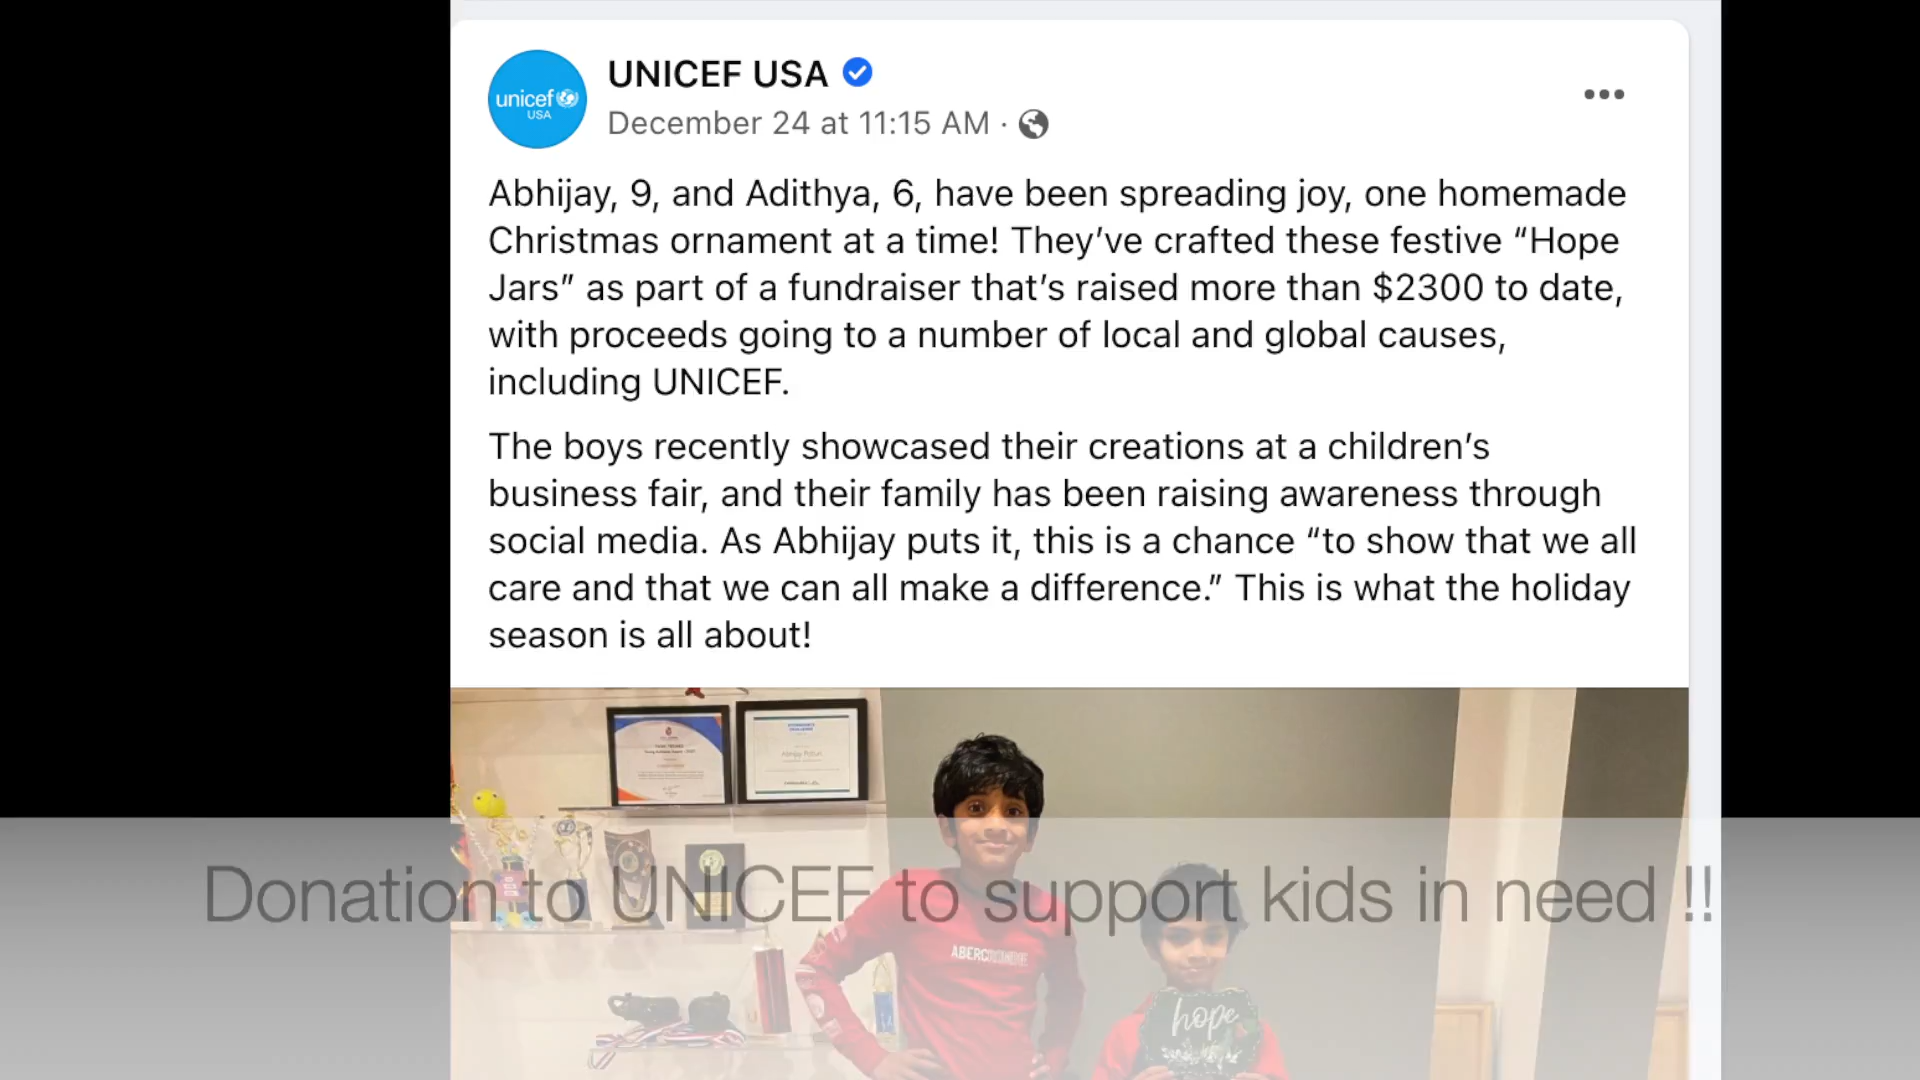 unicef
USA
UNICEF USA
December 24 at 11:15 AM ·
Abhijay, 9, and Adithya, 6, have been spreading joy, one homemade
Christmas ornament at a time! They’ve crafted these festive “Hope
Jars” as part of a fundraiser that’s raised more than $2300 to date,
with proceeds going to a number of local and global causes,
including UNICEF.
The boys recently showcased their creations at a children’s
business fair, and their family has been raising awareness through
social media. As Abhijay puts it, this is a chance “to show that we all
care and that we can all make a difference.” This is what the holiday
season is all about!
Donation to UNICEF to support kids in need !!
ABERCROMBIE
hope